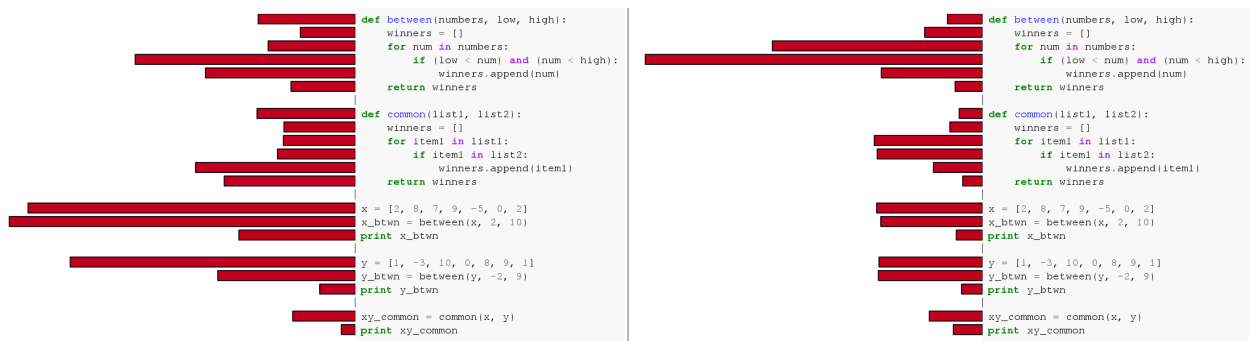 def between(numbers, low, high):
    winners = []
    for num in numbers:
        if (low < num) and (num < high):
            winners.append(num)
    return winners
def common(list1, list2):
    winners = []
    for item1 in list1:
        if item1 in list2:
            winners.append(item1)
    return winners
x = [2, 8, 7, 9, -5, 0, 2]
x_btwn = between(x, 2, 10)
print x_btwn
y = [1, -3, 10, 0, 8, 9, 1]
y_btwn = between(y, -2, 9)
print y_btwn
xy_common = common(x, y)
print xy_common
def between(numbers, low, high):
    winners = []
    for num in numbers:
        if (low < num) and (num < high):
            winners.append(num)
    return winners
def common(list1, list2):
    winners = []
    for item1 in list1:
        if item1 in list2:
            winners.append(item1)
    return winners
x = [2, 8, 7, 9, -5, 0, 2]
x_btwn = between(x, 2, 10)
print x_btwn
y = [1, -3, 10, 0, 8, 9, 1]
y_btwn = between(y, -2, 9)
print y_btwn
xy_common = common(x, y)
print xy_common